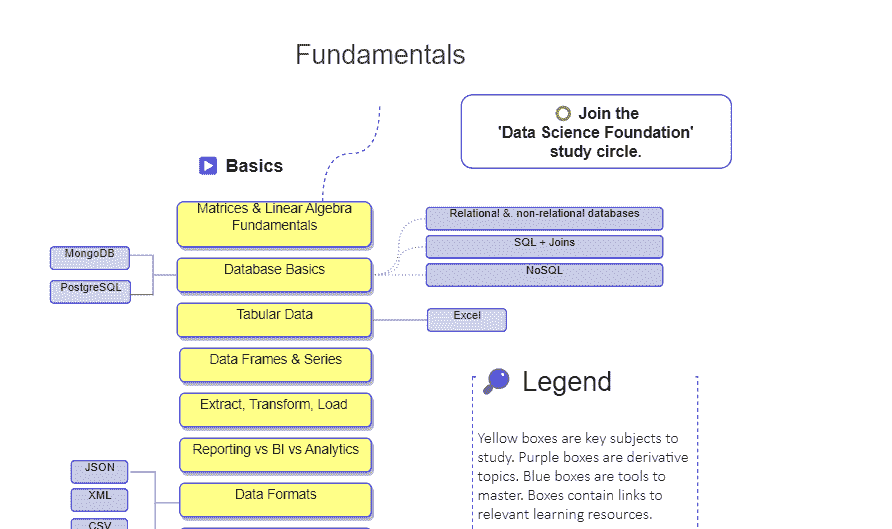 Fundamentals
Join the
'Data Science Foundation'
study circle.
Basics
Matrices & Linear Algebra
Fundamentals
Relational &. non-relational databases
SQL + Joins
NoSQL
MongoDB
Database Basics
PostgreSQL
Tabular Data
Excel
Data Frames & Series
Extract, Transform, Load
Reporting vs BI vs Analytics
JSON
XML
CSV
Data Formats
Legend
Yellow boxes are key subjects to
study. Purple boxes are derivative
topics. Blue boxes are tools to
master. Boxes contain links to
relevant learning resources.